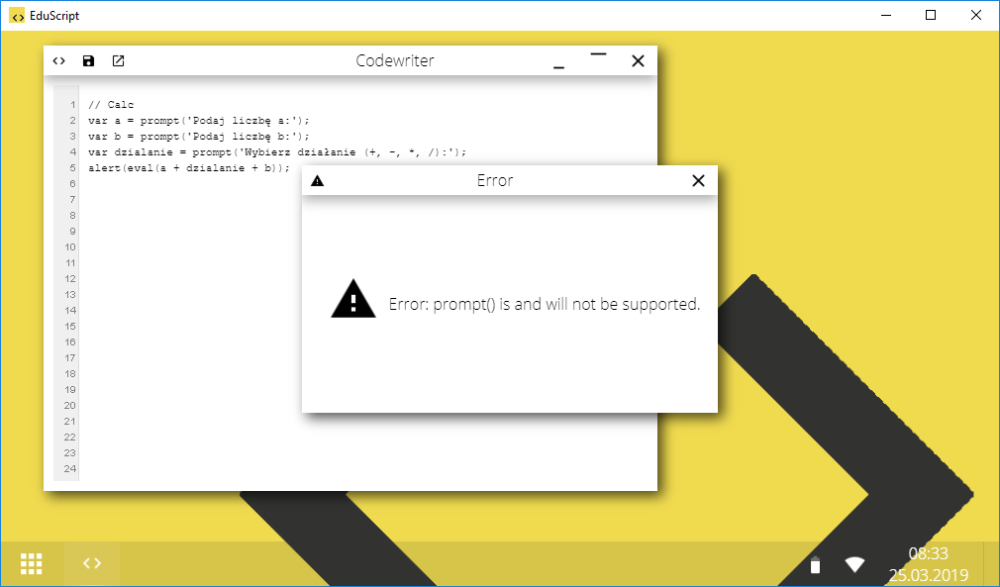 EduScript
Codewriter
1 // Calc
2 var a = prompt('Podaj liczbę a:');
3 var b = prompt('Podaj liczbę b:');
4 var dzialanie = prompt('Wybierz działanie (+, -, *, /):');
5 alert(eval(a + dzialanie + b));
6
7
8
9
10
11
12
13
14
15
16
17
18
19
20
21
22
23
24
Error
Error: prompt() is and will not be supported.
08:33
25.03.2019